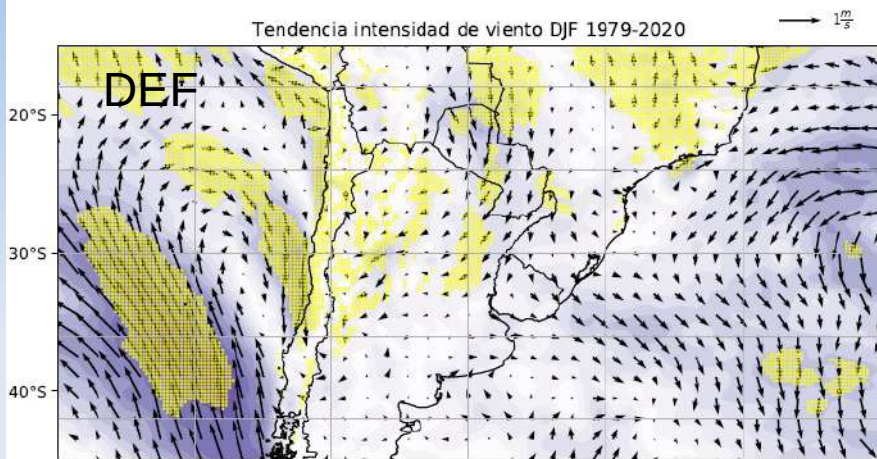 Tendencia intensidad de viento DJF 1979-2020
1 m/s
DEF
20°S
30°S
40°S